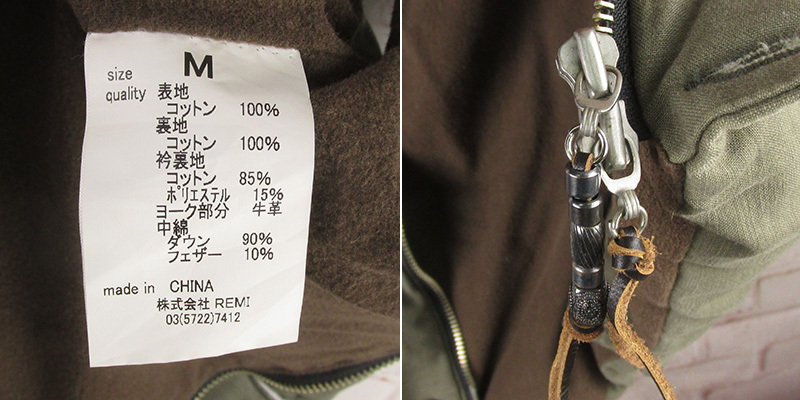 size M
quality 表地
コットン 100%
裏地
コットン 100%
衿裏地
コットン 85%
ポリエステル 15%
ヨーク部分 牛革
中綿
ダウン 90%
フェザー 10%
made in CHINA
株式会社 REMI
03(5722)7412